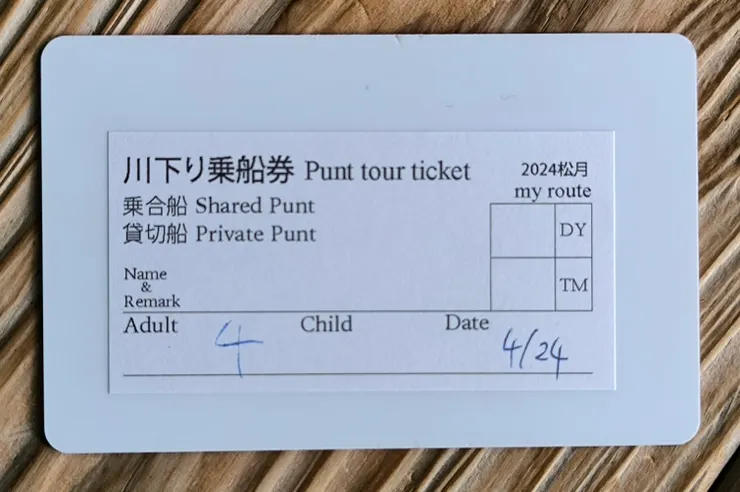 川下り乗船券 Punt tour ticket 2024松月
乗合船 Shared Punt my route
貸切船 Private Punt DY
Name
&
Remark TM
Adult 4 Child Date 4/24